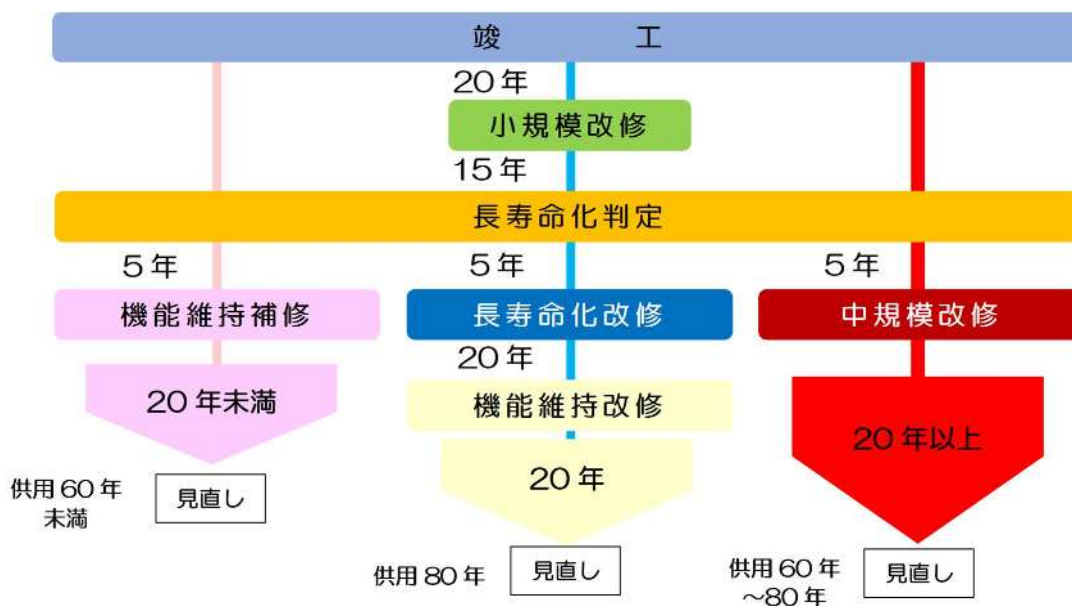 竣 工
20年
小規模改修
15年
長寿命化判定
5年
5年
5年
機能維持補修
長寿命化改修
中規模改修
20年
20年未満
機能維持改修
20年以上
20年
供用60年
未満
見直し
供用80年
見直し
供用60年
～80年
見直し